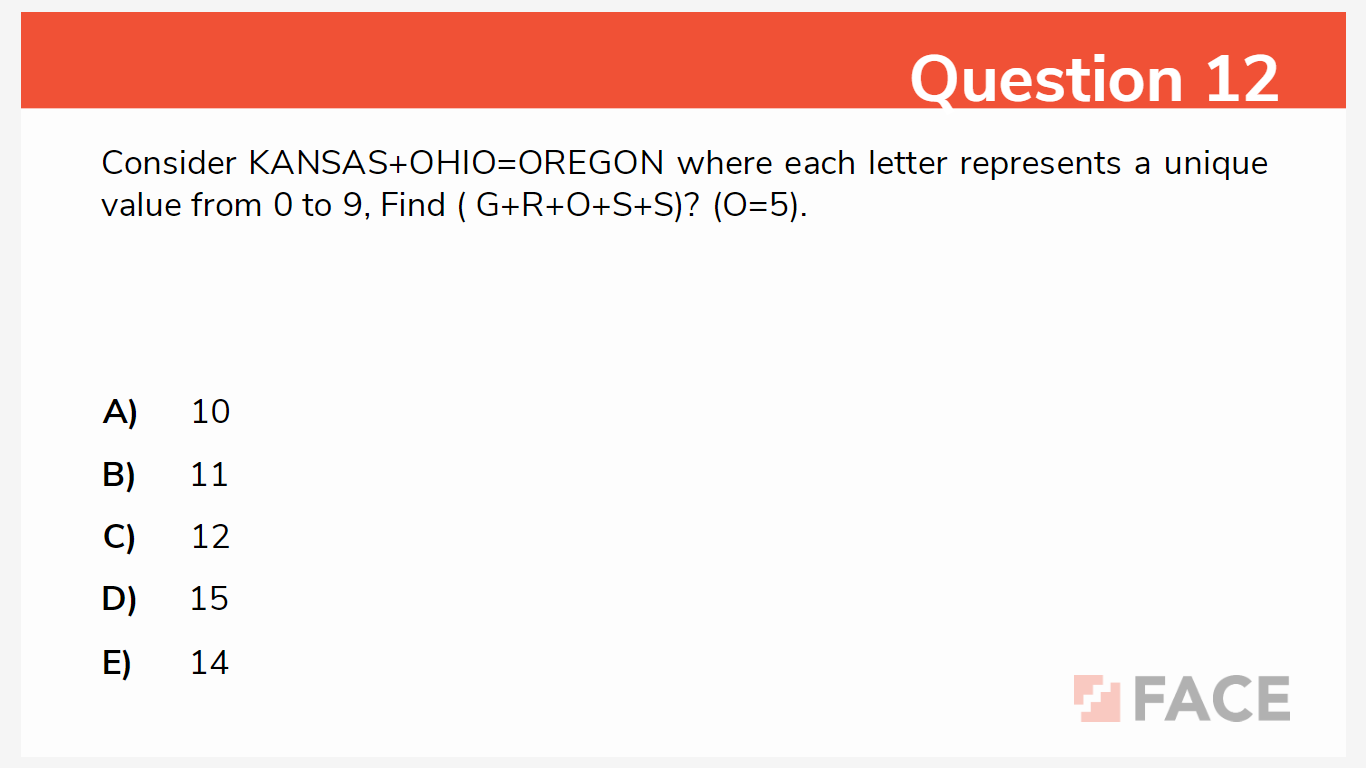 Question 12
Consider KANSAS+OHIO=OREGON where each letter represents a unique
value from 0 to 9, Find ( G+R+O+S+S)? (O=5).
A) 10
B) 11
C) 12
D) 15
E) 14
FACE